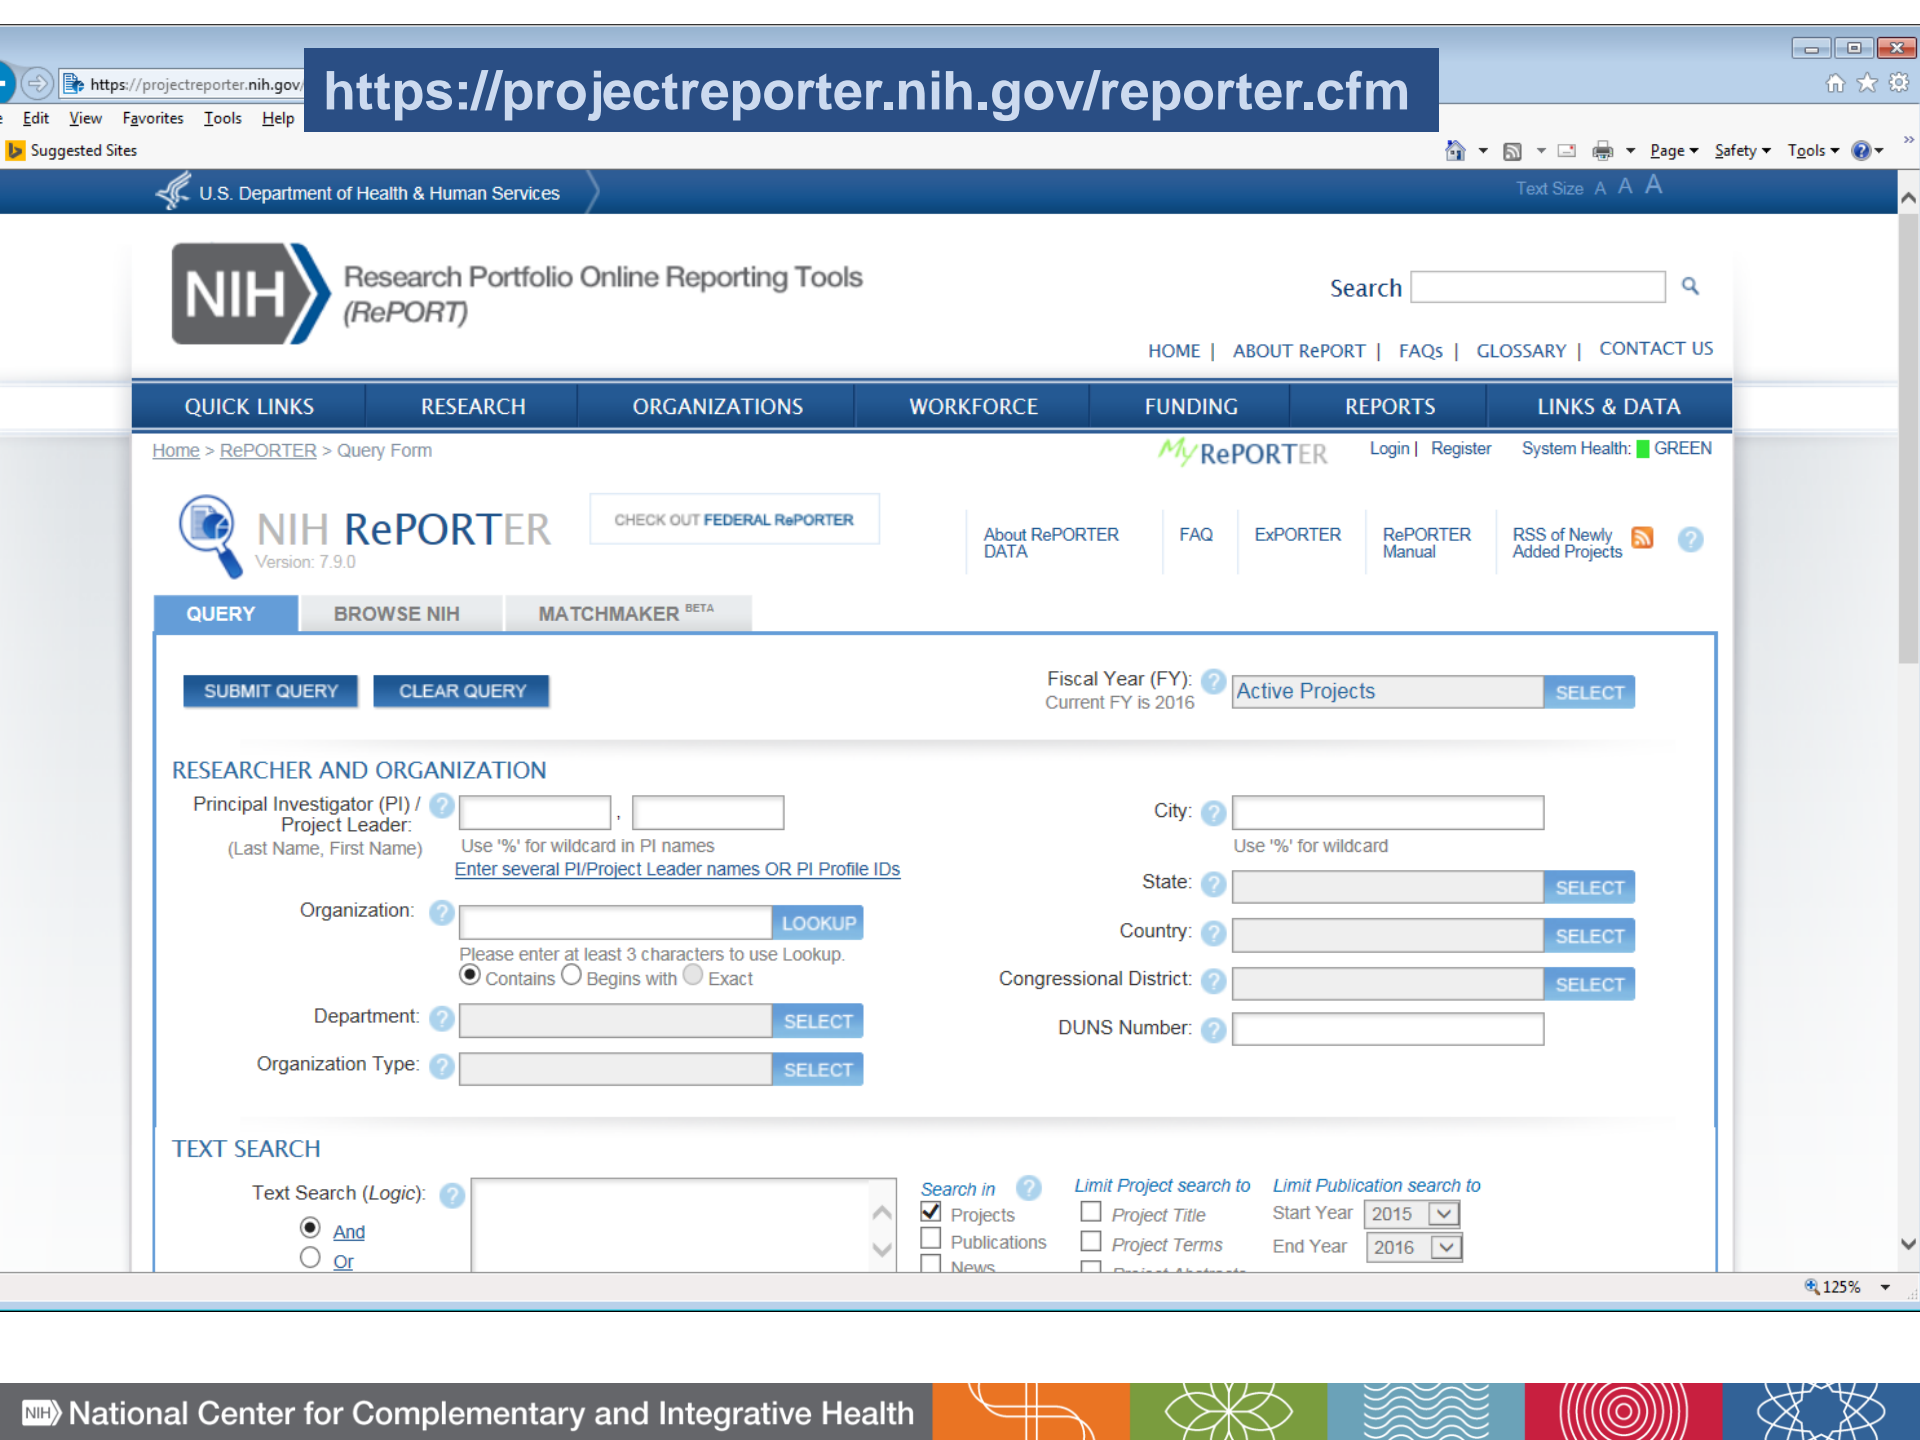 https://projectreporter.nih.gov/reporter.cfm
https://projectreporter.nih.gov/
Edit View Favorites Tools Help
Suggested Sites
Page Safety Tools
U.S. Department of Health & Human Services
Text Size A A A
NIH Research Portfolio Online Reporting Tools
(RePORT)
Search
HOME | ABOUT RePORT | FAQs | GLOSSARY | CONTACT US
QUICK LINKS RESEARCH ORGANIZATIONS WORKFORCE FUNDING REPORTS LINKS & DATA
Home > RePORTER > Query Form
My RePORTER Login | Register System Health: GREEN
NIH RePORTER
Version: 7.9.0
CHECK OUT FEDERAL RePORTER
About RePORTER DATA
FAQ
ExPORTER
RePORTER Manual
RSS of Newly Added Projects
QUERY BROWSE NIH MATCHMAKER BETA
SUBMIT QUERY CLEAR QUERY
Fiscal Year (FY): ? Active Projects SELECT
Current FY is 2016
RESEARCHER AND ORGANIZATION
Principal Investigator (PI) / ? ,
Project Leader:
(Last Name, First Name)
Use '%' for wildcard in PI names
Enter several PI/Project Leader names OR PI Profile IDs
Organization: ? LOOKUP
Please enter at least 3 characters to use Lookup.
Contains Begins with Exact
Department: ? SELECT
Organization Type: ? SELECT
City: ?
Use '%' for wildcard
State: ? SELECT
Country: ? SELECT
Congressional District: ? SELECT
DUNS Number: ?
TEXT SEARCH
Text Search (Logic): ?
And
Or
Search in ?
Projects
Publications
News
Limit Project search to
Project Title
Project Terms
Project Abstracts
Limit Publication search to
Start Year 2015
End Year 2016
125%
NIH National Center for Complementary and Integrative Health